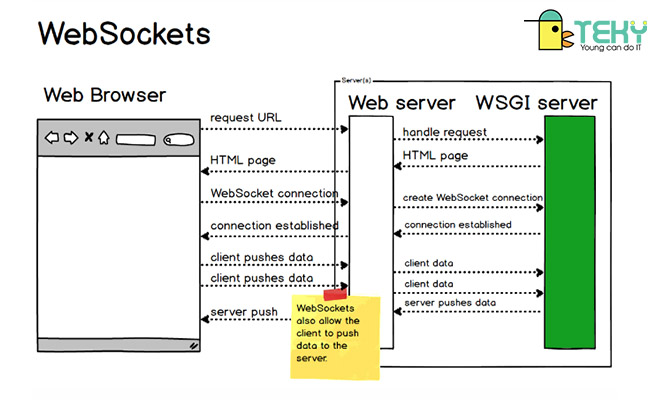 WebSockets
TEKY
Young can do IT
Server(s)
Web Browser
Web server
WSGI server
request URL
handle request
HTML page
HTML page
WebSocket connection
create WebSocket connection
connection established
connection established
client pushes data
client data
client pushes data
client data
server push
server pushes data
WebSockets
also allow the
client to push
data to the
server.